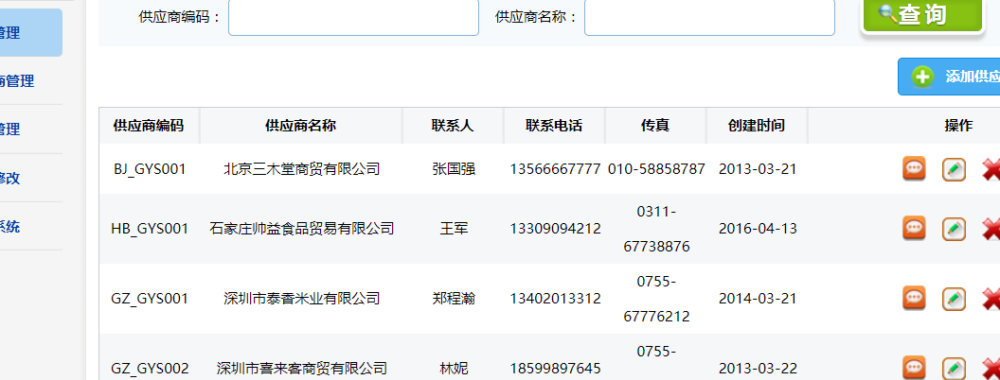 供应商编码：
供应商名称：
查询
管理
添加供应
商管理
供应商编码 供应商名称 联系人 联系电话 传真 创建时间 操作
管理
BJ_GYS001 北京三木堂商贸有限公司 张国强 13566667777 010-58858787 2013-03-21
修改
HB_GYS001 石家庄帅益食品贸易有限公司 王军 13309094212 0311-
67738876 2016-04-13
系统
GZ_GYS001 深圳市泰香米业有限公司 郑程瀚 13402013312 0755-
67776212 2014-03-21
GZ_GYS002 深圳市喜来客商贸有限公司 林妮 18599897645 0755-
2013-03-22